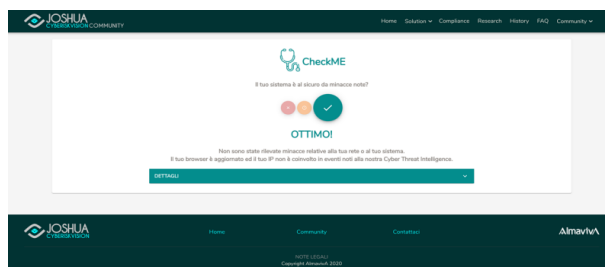 JOSHUA
CYBERISKVISION COMMUNITY
Home Solution Compliance Research History FAQ Community
CheckME
Il tuo sistema è al sicuro da minacce note?
OTTIMO!
Non sono state rilevate minacce relative alla tua rete o al tuo sistema.
Il tuo browser è aggiornato ed il tuo IP non è coinvolto in eventi noti alla nostra Cyber Threat Intelligence.
DETTAGLI
JOSHUA
CYBERISKVISION
Home Community Contattaci
AlmavivA
NOTE LEGALI
Copyright AlmavivA 2020